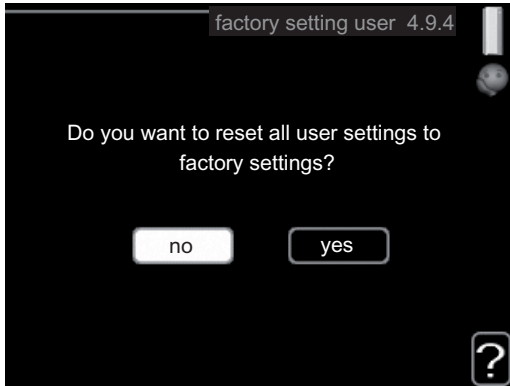 factory setting user 4.9.4
Do you want to reset all user settings to
factory settings?
no yes
?